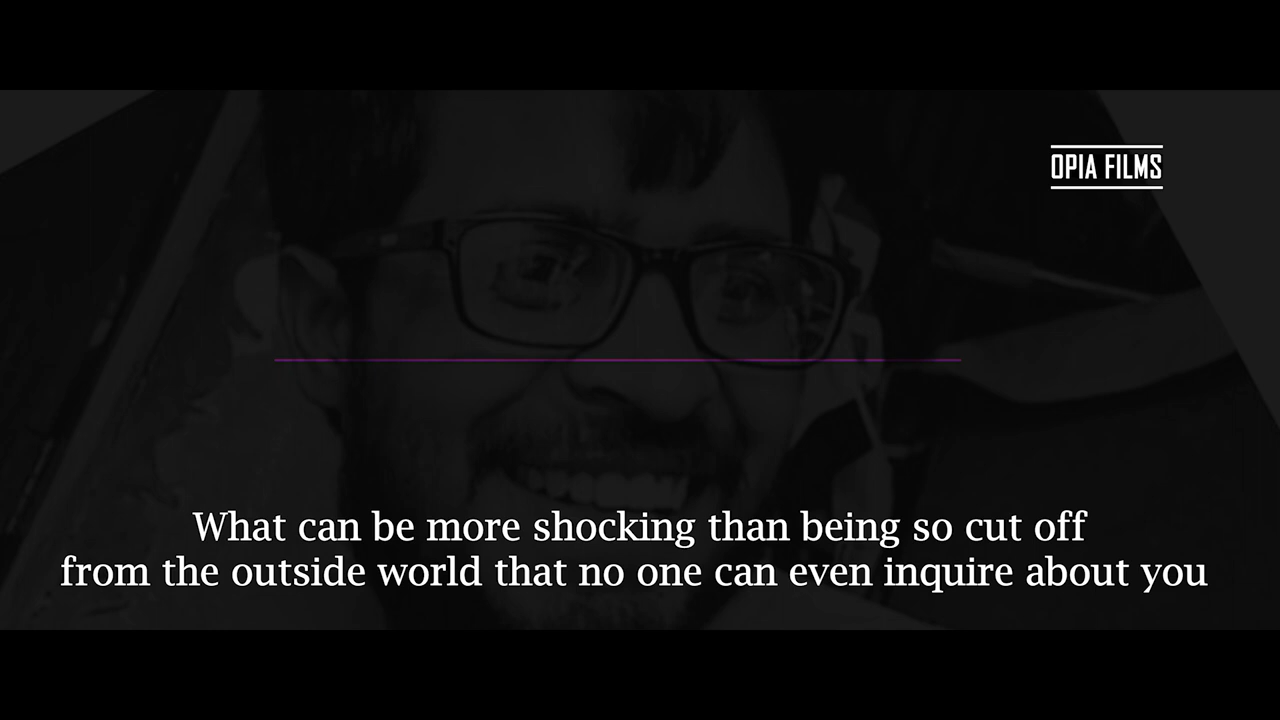 OPIA FILMS
What can be more shocking than being so cut off
from the outside world that no one can even inquire about you